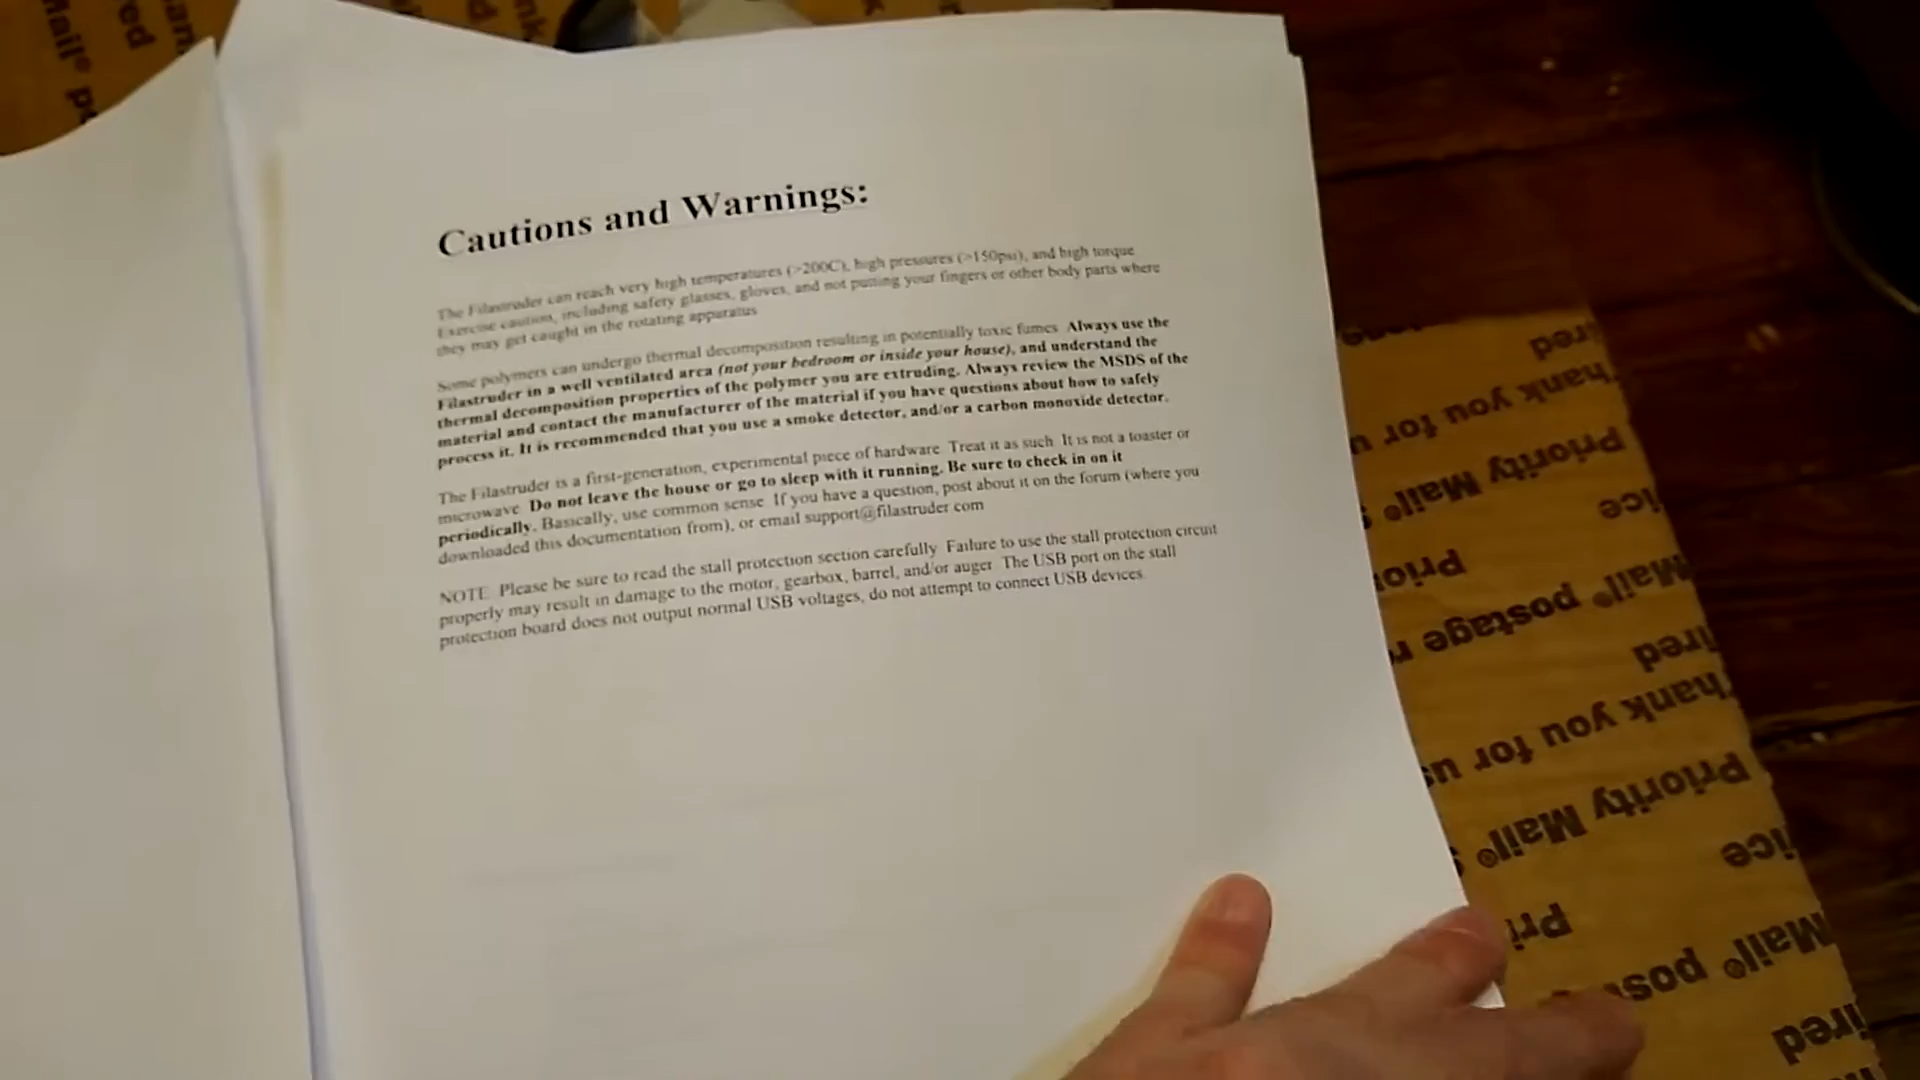 Cautions and Warnings:
The Filastruder can reach very high temperatures (>200C), high pressures (>150psi), and high torque
Exercise caution, including safety glasses, gloves, and not putting your fingers or other body parts where
they may get caught in the rotating apparatus
Some polymers can undergo thermal decomposition resulting in potentially toxic fumes. Always use the
Filastruder in a well ventilated area (not your bedroom or inside your house), and understand the
thermal decomposition properties of the polymer you are extruding. Always review the MSDS of the
material and contact the manufacturer of the material if you have questions about how to safely
process it. It is recommended that you use a smoke detector, and/or a carbon monoxide detector.
The Filastruder is a first-generation, experimental piece of hardware. Treat it as such. It is not a toaster or
microwave. Do not leave the house or go to sleep with it running. Be sure to check in on it
periodically. Basically, use common sense. If you have a question, post about it on the forum (where you
downloaded this documentation from), or email support@filastruder.com
NOTE: Please be sure to read the stall protection section carefully. Failure to use the stall protection circuit
properly may result in damage to the motor, gearbox, barrel, and/or auger. The USB port on the stall
protection board does not output normal USB voltages, do not attempt to connect USB devices.
ired
hank you for u
Priority Mail®
ice
Mail® postage r
ired
hank you for us
Priority Mail®
ice
Mail® pos
ired